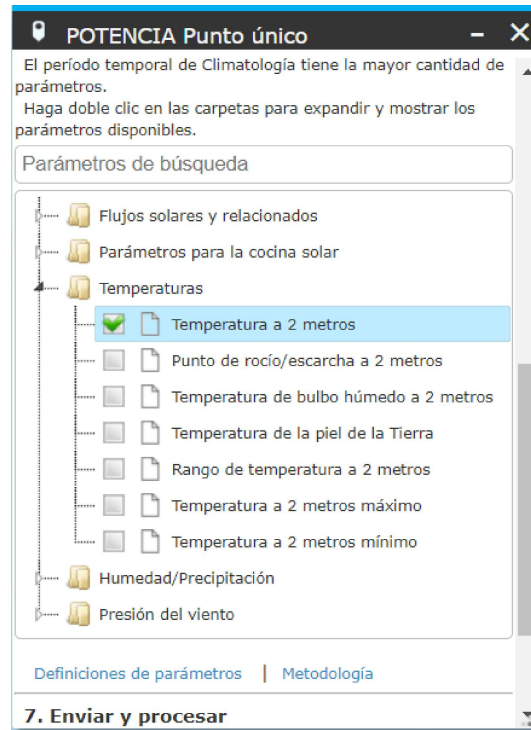 POTENCIA Punto único
El período temporal de Climatología tiene la mayor cantidad de
parámetros.
Haga doble clic en las carpetas para expandir y mostrar los
parámetros disponibles.
Parámetros de búsqueda
Flujos solares y relacionados
Parámetros para la cocina solar
Temperaturas
Temperatura a 2 metros
Punto de rocío/escarcha a 2 metros
Temperatura de bulbo húmedo a 2 metros
Temperatura de la piel de la Tierra
Rango de temperatura a 2 metros
Temperatura a 2 metros máximo
Temperatura a 2 metros mínimo
Humedad/Precipitación
Presión del viento
Definiciones de parámetros | Metodología
7. Enviar y procesar